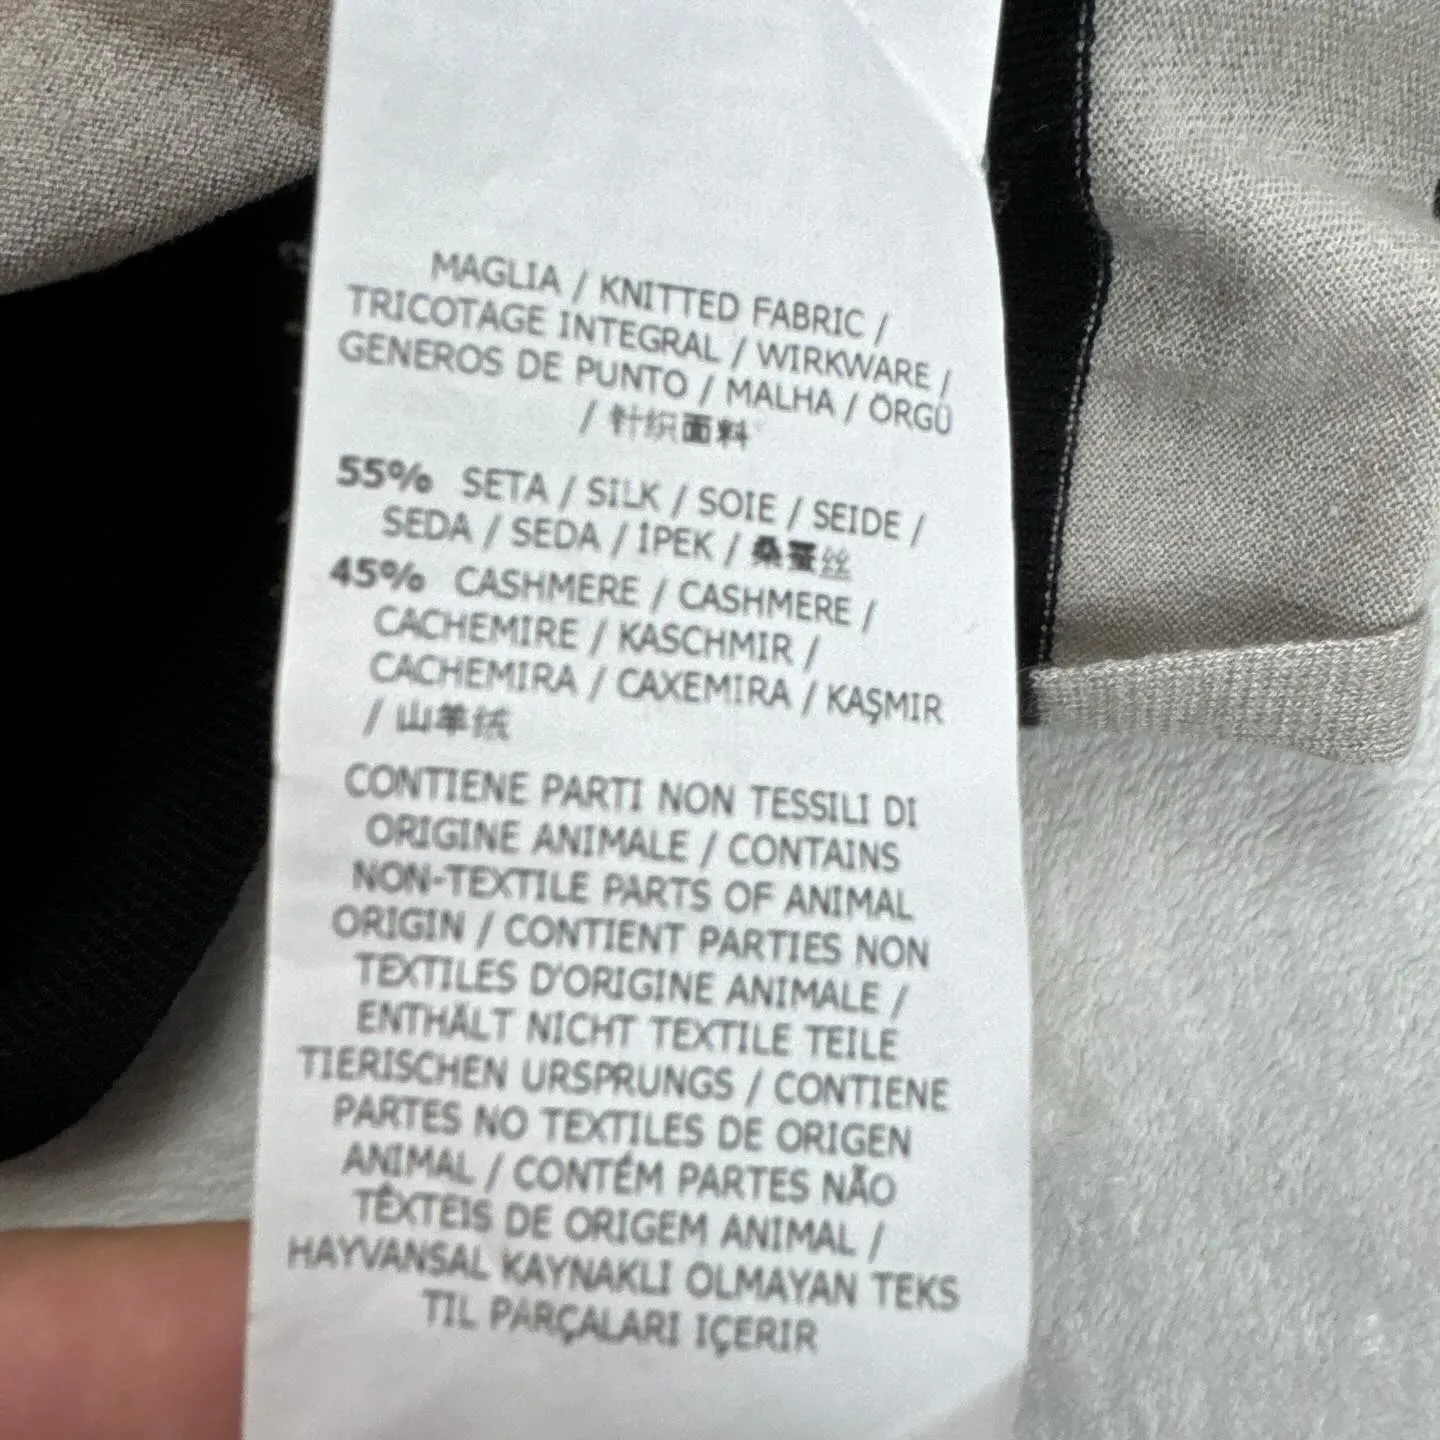 MAGLIA / KNITTED FABRIC /
TRICOTAGE INTEGRAL / WIRKWARE /
GENEROS DE PUNTO / MALHA / ÖRGÜ
/ 针织面料
55% SETA / SILK / SOIE / SEIDE /
SEDA / SEDA / İPEK / 桑蚕丝
45% CASHMERE / CASHMERE /
CACHEMIRE / KASCHMIR /
CACHEMIRA / CAXEMIRA / KAŞMIR
/ 山羊绒
CONTIENE PARTI NON TESSILI DI
ORIGINE ANIMALE / CONTAINS
NON-TEXTILE PARTS OF ANIMAL
ORIGIN / CONTIENT PARTIES NON
TEXTILES D'ORIGINE ANIMALE /
ENTHÄLT NICHT TEXTILE TEILE
TIERISCHEN URSPRUNGS / CONTIENE
PARTES NO TEXTILES DE ORIGEN
ANIMAL / CONTÉM PARTES NÃO
TÊXTEIS DE ORIGEM ANIMAL /
HAYVANSAL KAYNAKLI OLMAYAN TEKS
TIL PARÇALARI IÇERIR